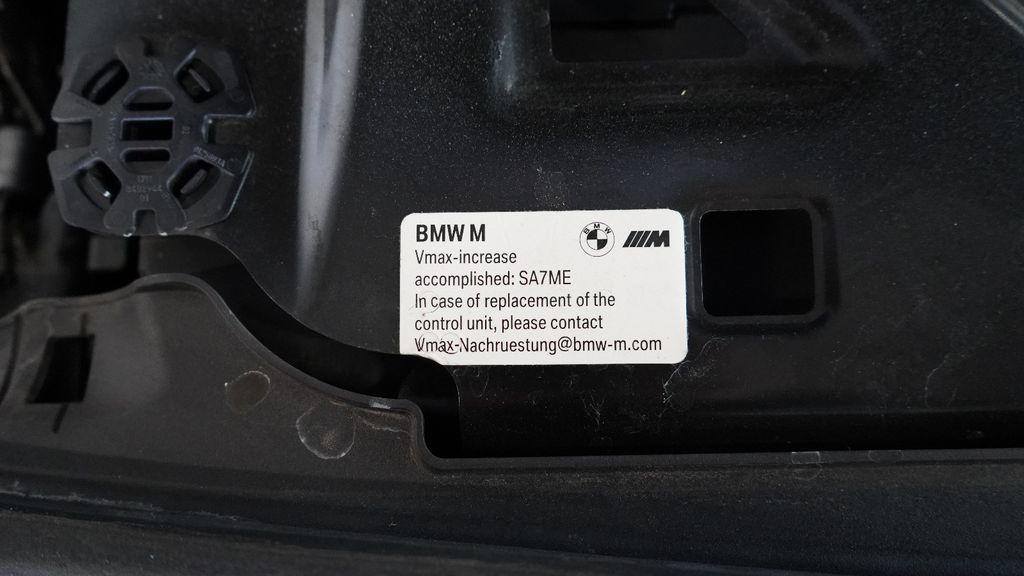 BMW M
BMW
M
Vmax-increase
accomplished: SA7ME
In case of replacement of the
control unit, please contact
Vmax-Nachruestung@bmw-m.com